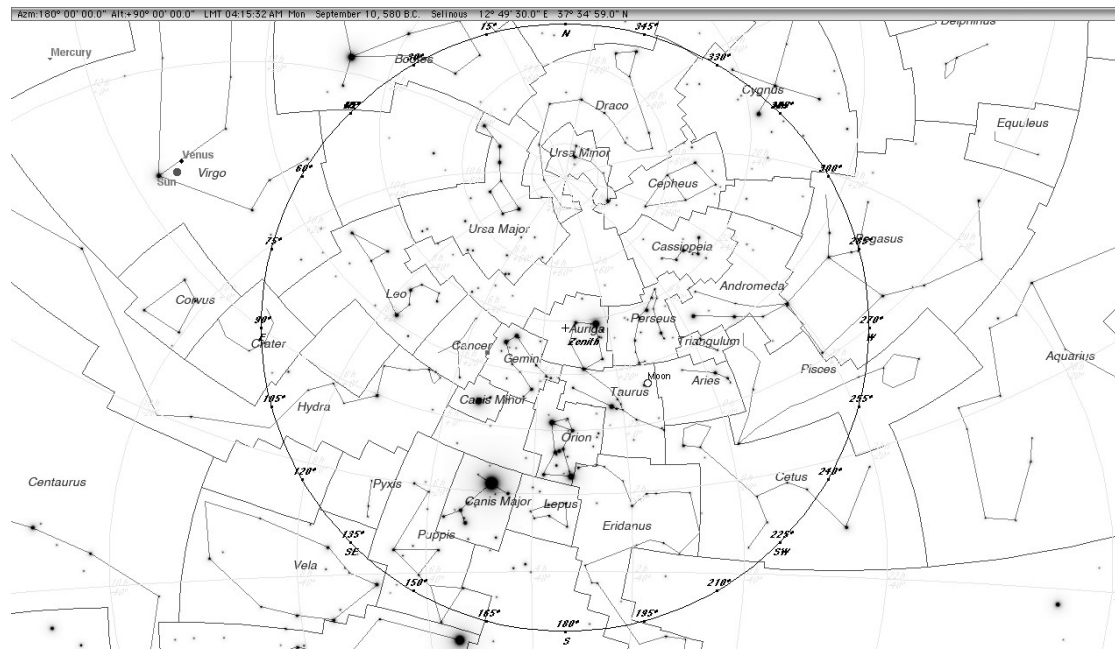 Azm:180° 00' 00.0" Alt:+90° 00' 00.0" LMT 04:15:32 AM Mon September 10, 580 B.C. Selinous 12° 49' 30.0" E 37° 34' 59.0" N
15°
N
345°
Delphinus
Mercury
30°
Bootes
330°
Draco
Cygnus
45°
Equuleus
Venus
Ursa Minor
60°
300°
Sun
Virgo
Cepheus
Ursa Major
75°
Cassiopeia
285°
Pegasus
Leo
Andromeda
Corvus
90°
E
Crater
Auriga
Zenith
Perseus
270°
W
Cancer
Gemini
Triangulum
Aquarius
Pisces
Moon
Aries
Taurus
Canis Minor
105°
Hydra
255°
Orion
120°
Centaurus
Pyxis
Cetus
240°
Canis Major
Lepus
Eridanus
Puppis
135°
SE
225°
SW
Vela
150°
210°
165°
180°
S
195°